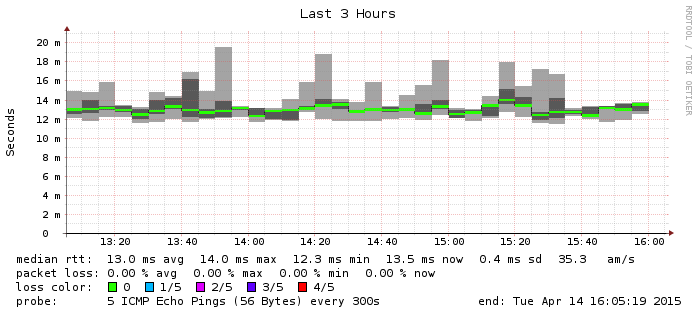 Last 3 Hours
RRDTOOL / TOBI OETIKER
Seconds
20 m
18 m
16 m
14 m
12 m
10 m
8 m
6 m
4 m
2 m
0
13:20 13:40 14:00 14:20 14:40 15:00 15:20 15:40 16:00
median rtt: 13.0 ms avg 14.0 ms max 12.3 ms min 13.5 ms now 0.4 ms sd 35.3 am/s
packet loss: 0.00 % avg 0.00 % max 0.00 % min 0.00 % now
loss color: 0 1/5 2/5 3/5 4/5
probe: 5 ICMP Echo Pings (56 Bytes) every 300s end: Tue Apr 14 16:05:19 2015